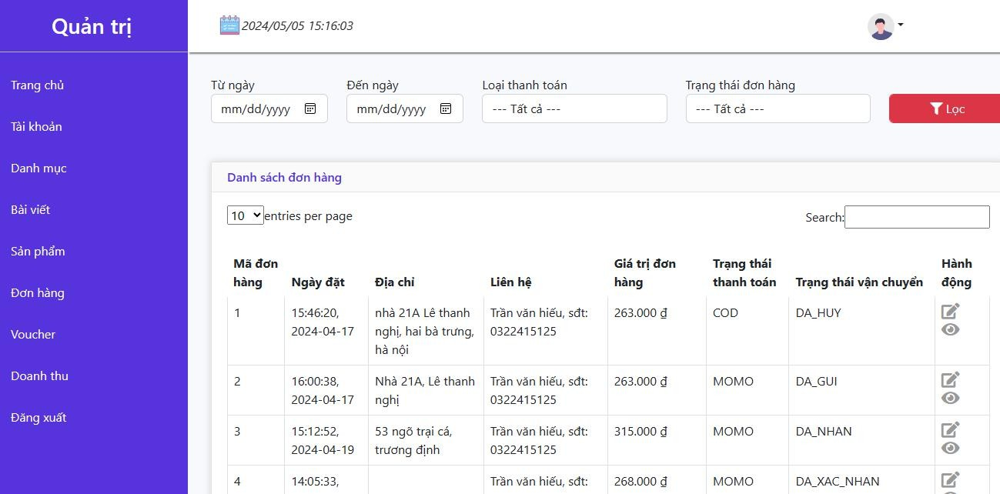 Quản trị
2024/05/05 15:16:03
Trang chủ
Tài khoản
Danh mục
Bài viết
Sản phẩm
Đơn hàng
Voucher
Doanh thu
Đăng xuất
Từ ngày
Đến ngày
Loại thanh toán
Trạng thái đơn hàng
mm/dd/yyyy
mm/dd/yyyy
--- Tất cả ---
--- Tất cả ---
Lọc
Danh sách đơn hàng
10 entries per page
Search:
Mã đơn hàng
Ngày đặt
Địa chỉ
Liên hệ
Giá trị đơn hàng
Trạng thái thanh toán
Trạng thái vận chuyển
Hành động
1
15:46:20,
2024-04-17
nhà 21A Lê thanh
nghị, hai bà trưng,
hà nội
Trần văn hiếu, sđt:
0322415125
263.000 ₫
COD
DA_HUY
2
16:00:38,
2024-04-17
Nhà 21A, Lê thanh
nghị
Trần văn hiếu, sđt:
0322415125
263.000 ₫
MOMO
DA_GUI
3
15:12:52,
2024-04-19
53 ngõ trại cá,
trương định
Trần văn hiếu, sđt:
0322415125
315.000 ₫
MOMO
DA_NHAN
4
14:05:33,
Trần văn hiếu, sđt:
268.000 ₫
MOMO
DA_XAC_NHAN